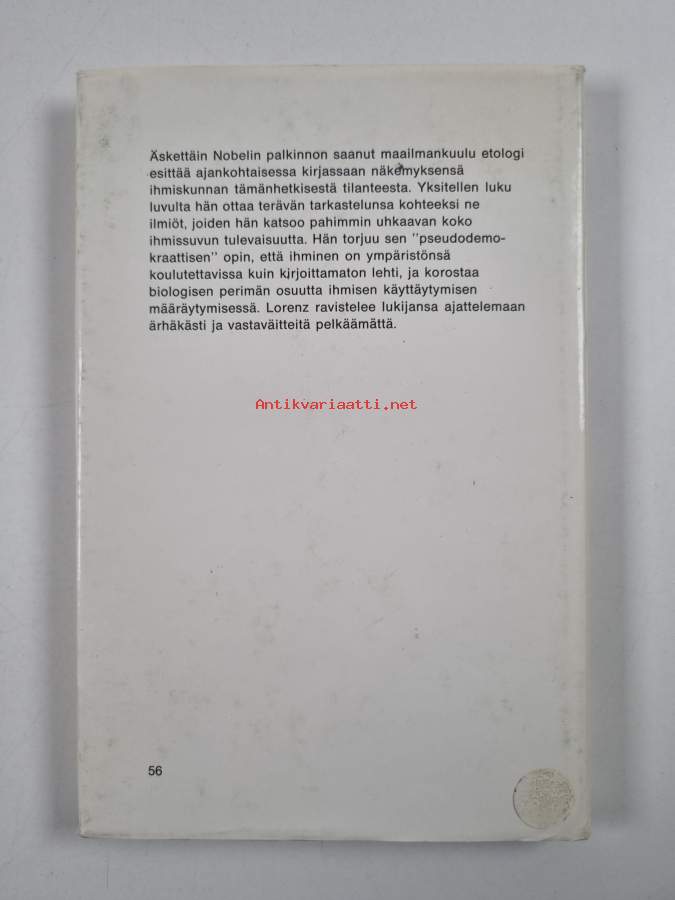 Äskettäin Nobelin palkinnon saanut maailmankuulu etologi
esittää ajankohtaisessa kirjassaan näkemyksensä
ihmiskunnan tämänhetkisestä tilanteesta. Yksitellen luku
luvulta hän ottaa terävän tarkastelunsa kohteeksi ne
ilmiöt, joiden hän katsoo pahimmin uhkaavan koko
ihmissuvun tulevaisuutta. Hän torjuu sen "pseudodemo-
kraattisen" opin, että ihminen on ympäristönsä
koulutettavissa kuin kirjoittamaton lehti, ja korostaa
biologisen perimän osuutta ihmisen käyttäytymisen
määräytymisessä. Lorenz ravistelee lukijansa ajattelemaan
ärhäkästi ja vastaväitteitä pelkäämättä.
Antikvariaatti.net
56